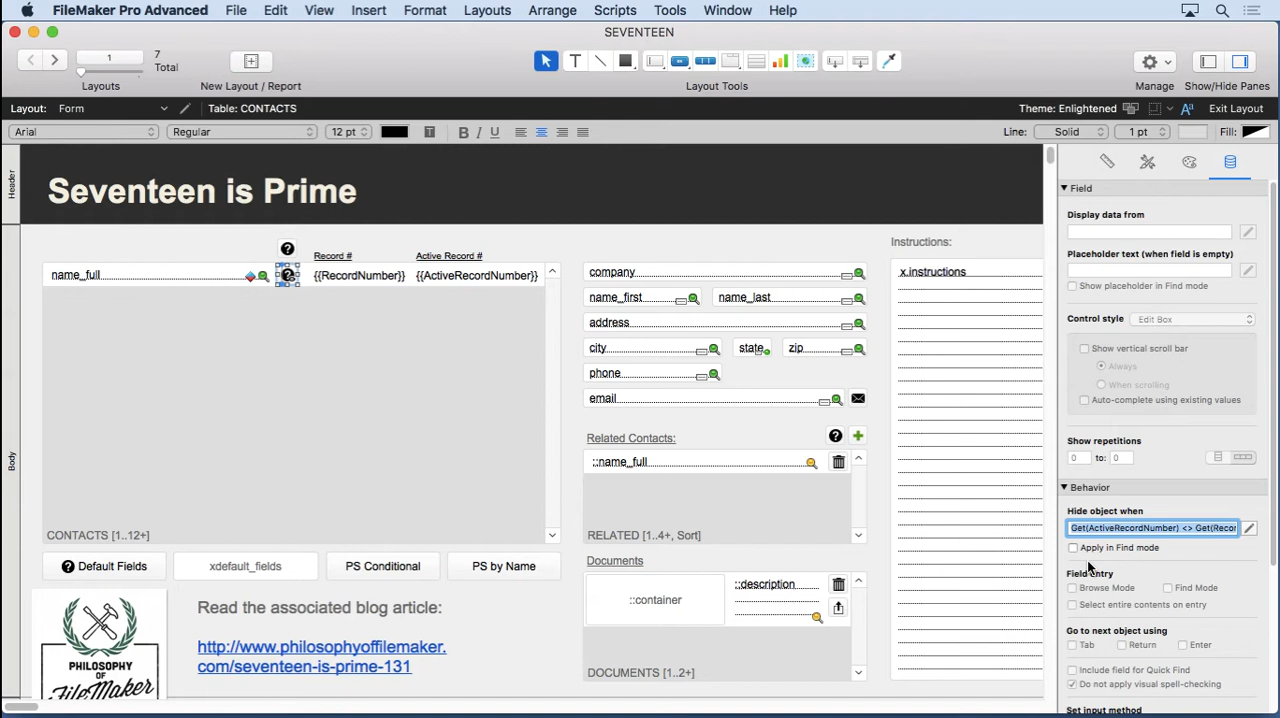 FileMaker Pro Advanced File Edit View Insert Format Layouts Arrange Scripts Tools Window Help
SEVENTEEN
1
7
Total
Layouts
New Layout / Report
Layout Tools
Manage
Show/Hide Panes
Layout: Form Table: CONTACTS Theme: Enlightened Exit Layout
Arial Regular 12 pt B I U Line: Solid 1 pt Fill:
Header
Seventeen is Prime
Body
Record # Active Record #
name_full {{RecordNumber}} {{ActiveRecordNumber}}
CONTACTS [1..12+]
Default Fields xdefault_fields PS Conditional PS by Name
PHILOSOPHY
OF
FILEMAKER
Read the associated blog article:
http://www.philosophyoffilemaker.
com/seventeen-is-prime-131
company
name_first name_last
address
city state zip
phone
email
Related Contacts:
::name_full
RELATED [1..4+, Sort]
Documents
::container ::description
DOCUMENTS [1..2+]
Instructions:
x.instructions
Field
Display data from
Placeholder text (when field is empty)
Show placeholder in Find mode
Control style Edit Box
Show vertical scroll bar
Always
When scrolling
Auto-complete using existing values
Show repetitions
0 to: 0
Behavior
Hide object when
Get(ActiveRecordNumber) <> Get(Recor
Apply in Find mode
Field Entry
Browse Mode Find Mode
Select entire contents on entry
Go to next object using
Tab Return Enter
Include field for Quick Find
Do not apply visual spell-checking
Set input method